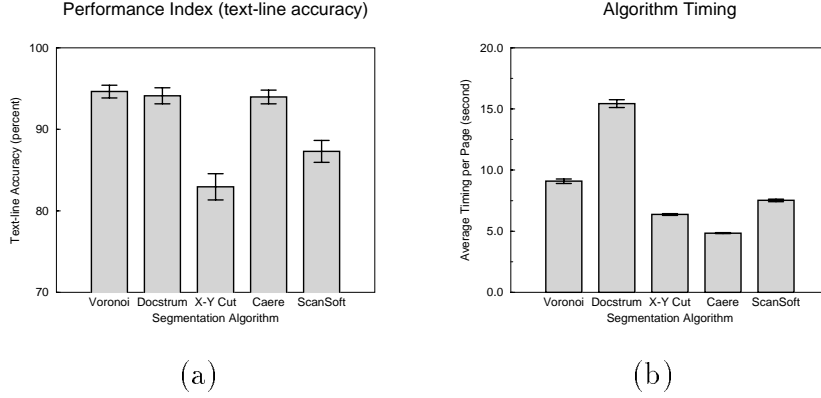 Performance Index (text-line accuracy)
100
90
80
70
Text-line Accuracy (percent)
Voronoi Docstrum X-Y Cut Caere ScanSoft
Segmentation Algorithm
(a)
Algorithm Timing
20.0
15.0
10.0
5.0
0.0
Average Timing per Page (second)
Voronoi Docstrum X-Y Cut Caere ScanSoft
Segmentation Algorithm
(b)